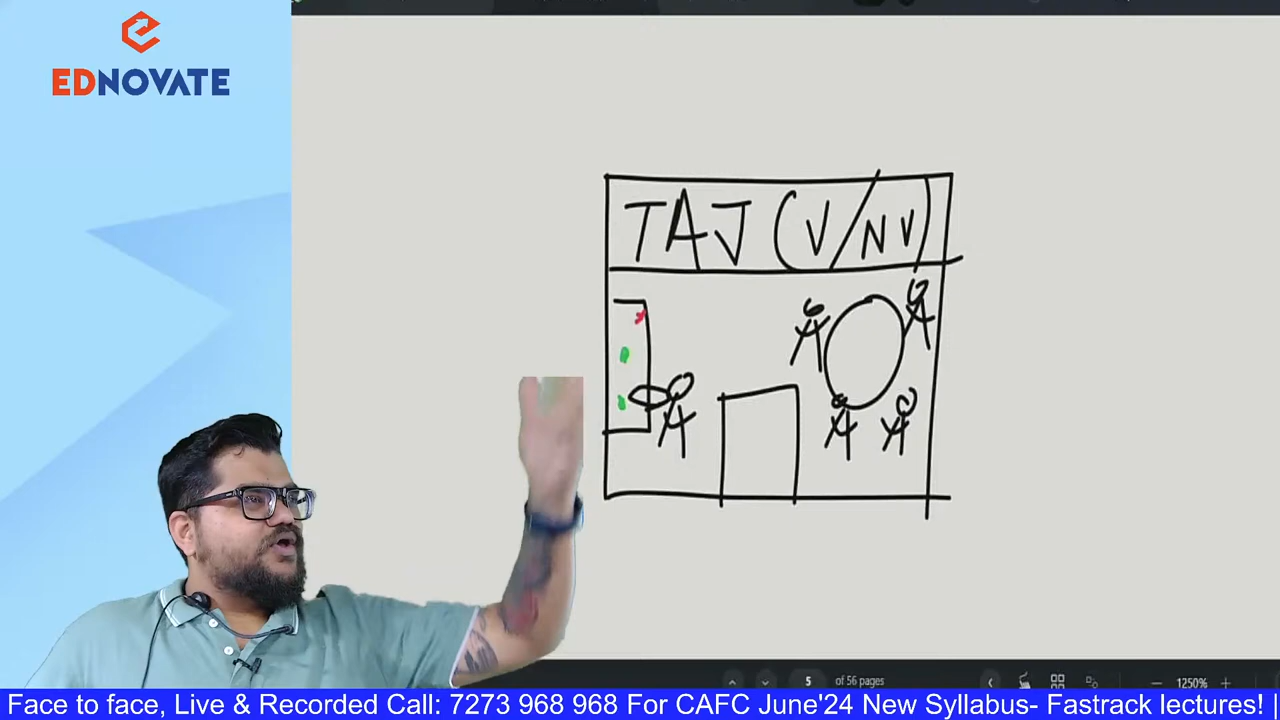 EDNOVATE
TAJ (V/NV)
5 of 56 pages
1250%
Face to face, Live & Recorded Call: 7273 968 968 For CAFC June'24 New Syllabus- Fastrack lectures! |